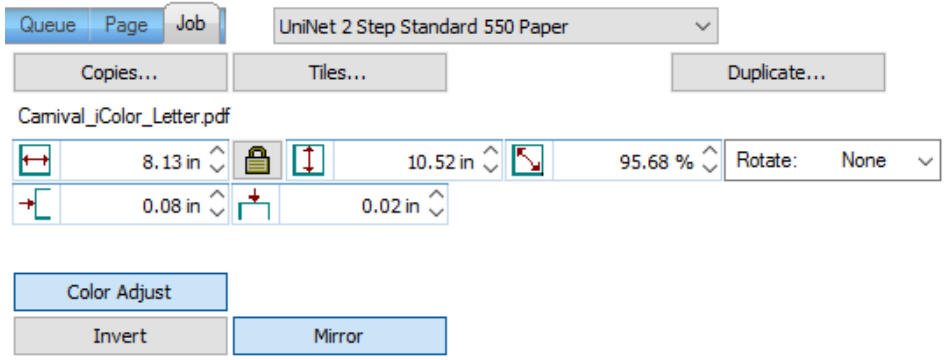 Queue Page Job UniNet 2 Step Standard 550 Paper
Copies... Tiles... Duplicate...
Carnival_iColor_Letter.pdf
8.13 in 10.52 in 95.68 % Rotate: None
0.08 in 0.02 in
Color Adjust
Invert Mirror